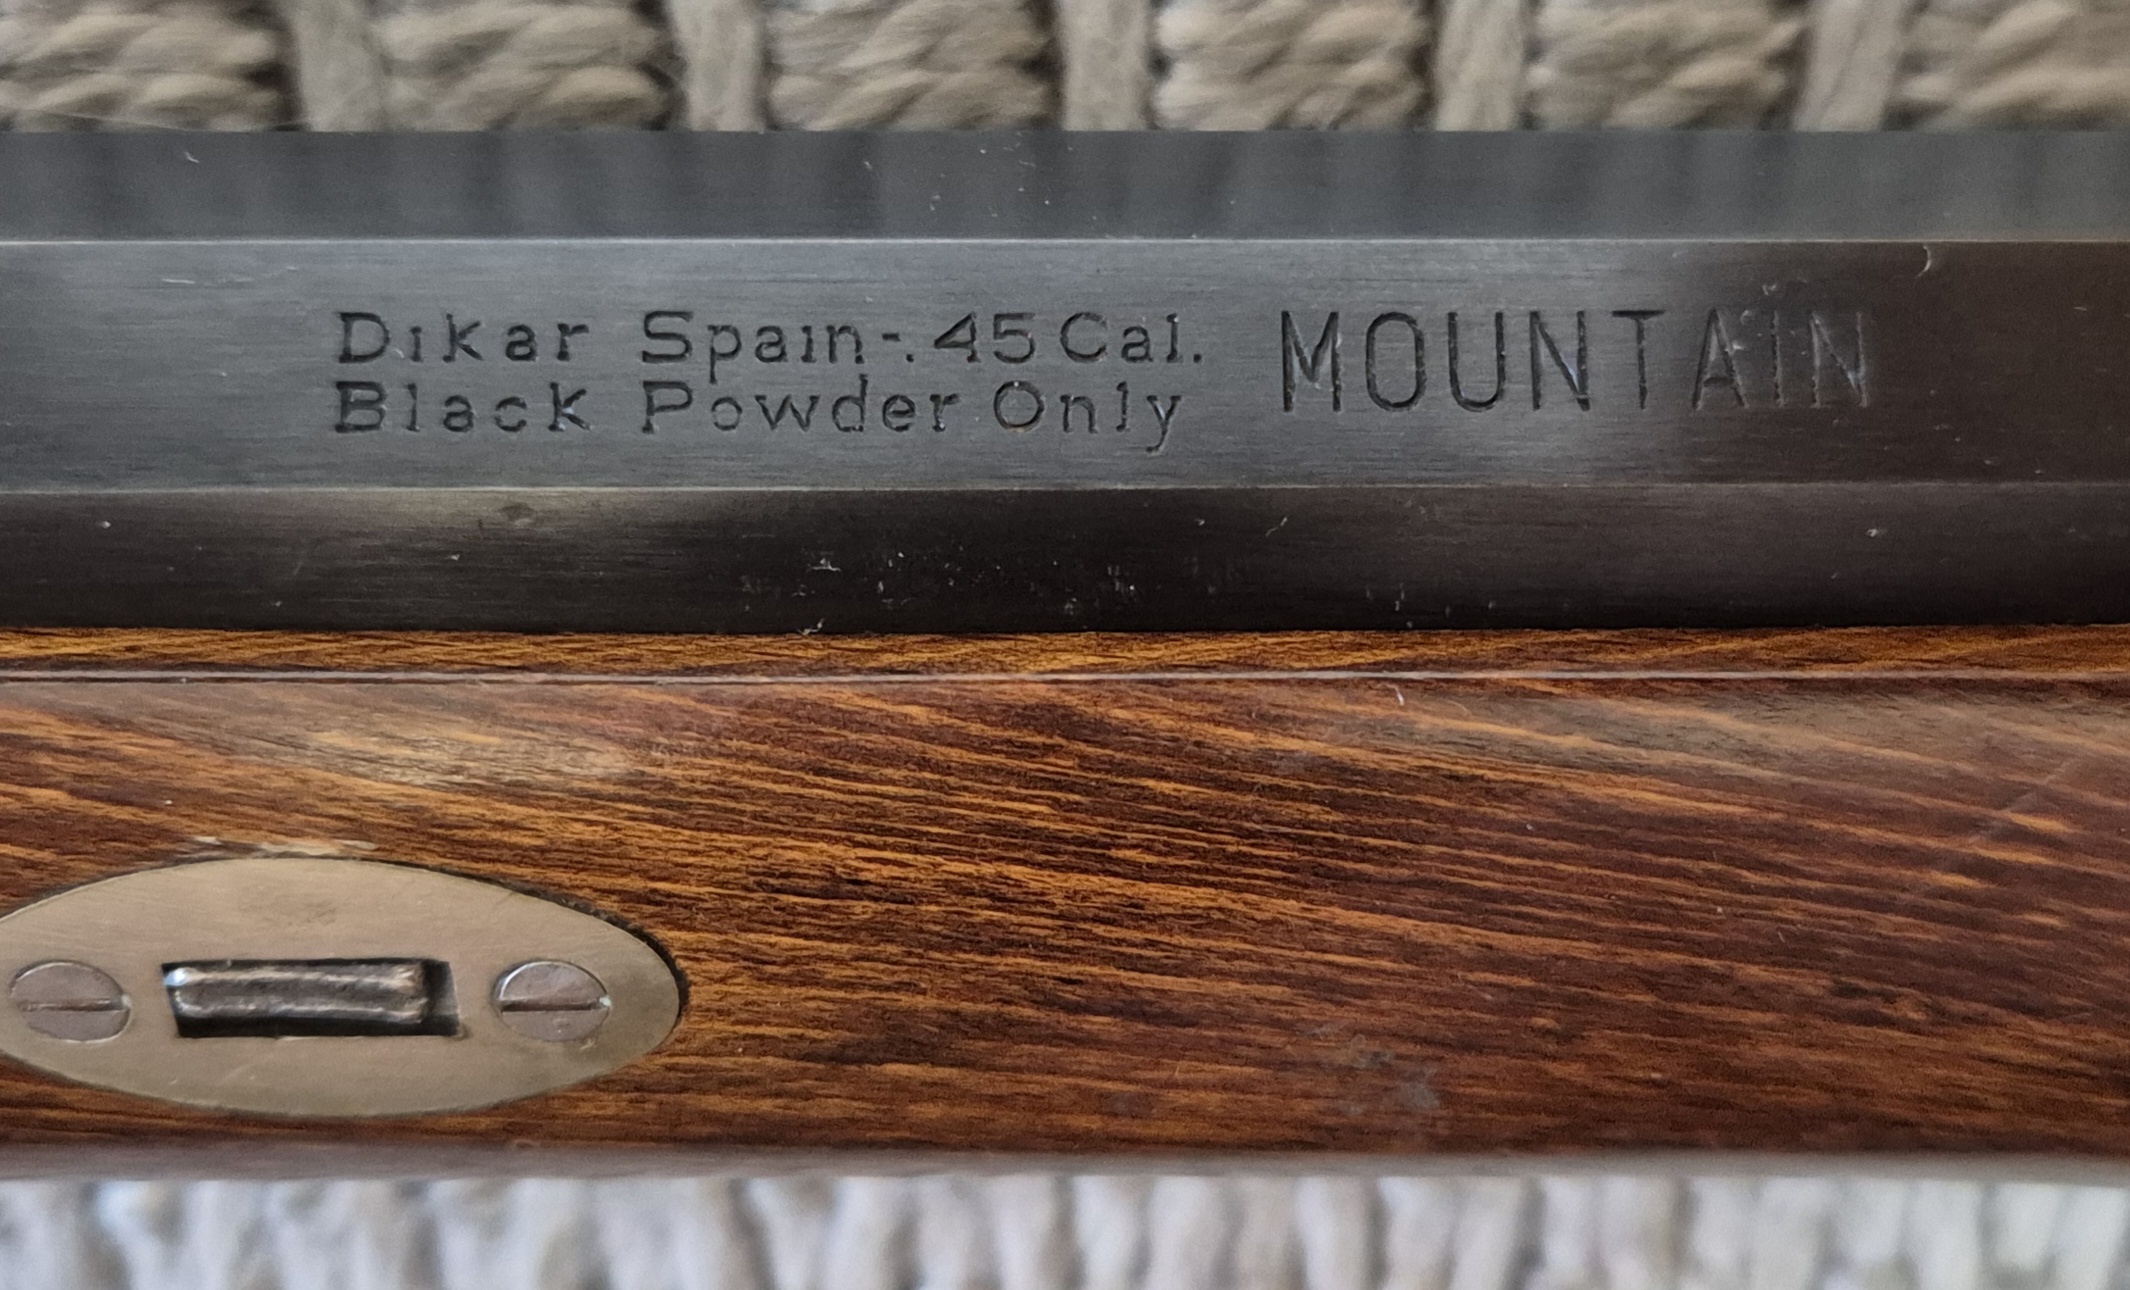 Dikar Spain-.45 Cal.
Black Powder Only
MOUNTAIN